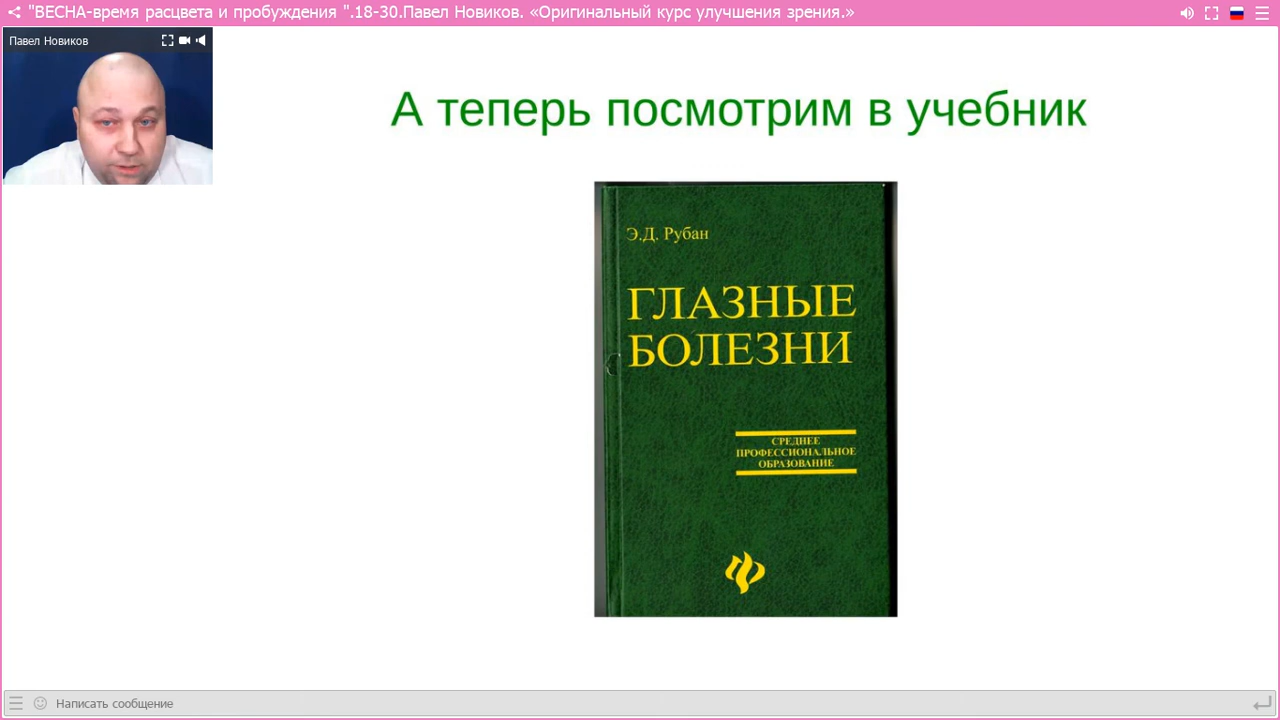 "ВЕСНА-время расцвета и пробуждения ".18-30.Павел Новиков. «Оригинальный курс улучшения зрения.»
Павел Новиков
А теперь посмотрим в учебник
Э.Д. Рубан
ГЛАЗНЫЕ
БОЛЕЗНИ
СРЕДНЕЕ
ПРОФЕССИОНАЛЬНОЕ
ОБРАЗОВАНИЕ
Написать сообщение